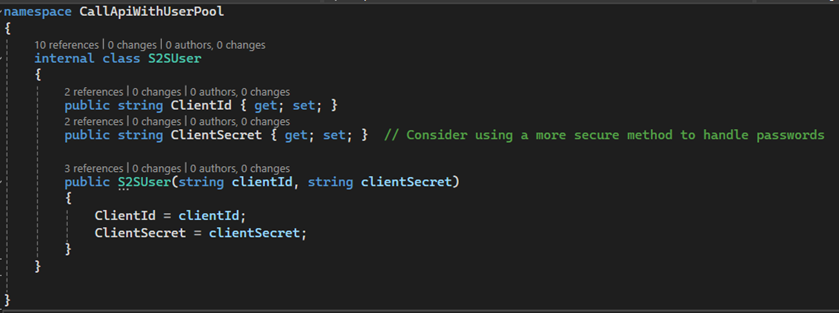 namespace CallApiWithUserPool
{
10 references | 0 changes | 0 authors, 0 changes
internal class S2SUser
{
2 references | 0 changes | 0 authors, 0 changes
public string ClientId { get; set; }
2 references | 0 changes | 0 authors, 0 changes
public string ClientSecret { get; set; }  // Consider using a more secure method to handle passwords
3 references | 0 changes | 0 authors, 0 changes
public S2SUser(string clientId, string clientSecret)
{
ClientId = clientId;
ClientSecret = clientSecret;
}
}
}